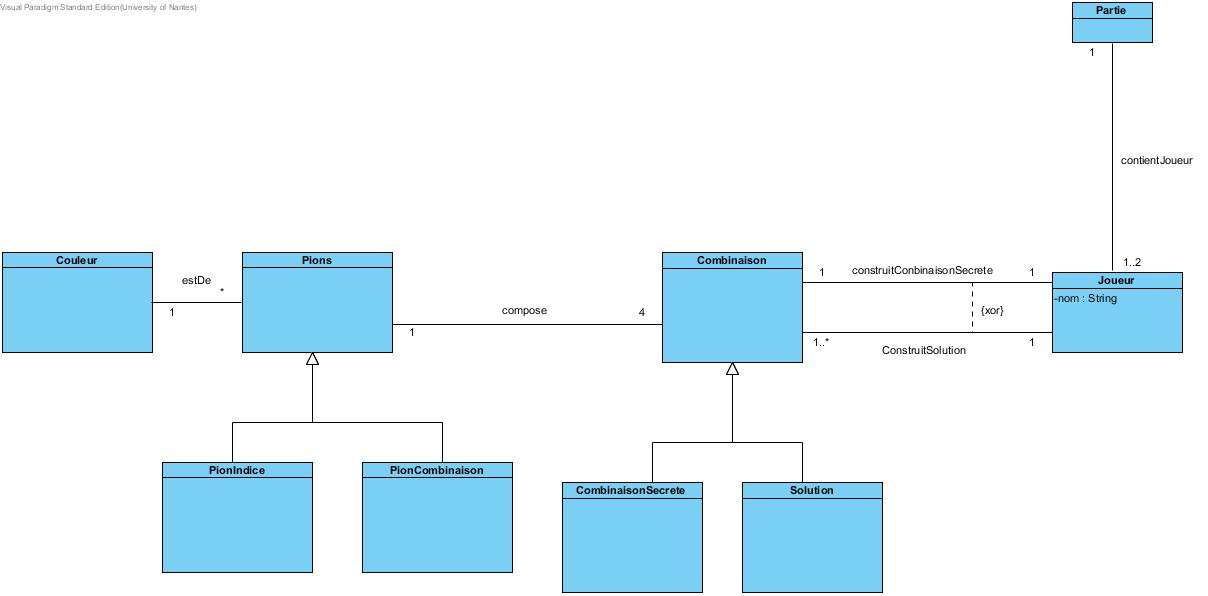 Visual Paradigm Standard Edition(University of Nantes)
Partie
1
contientJoueur
1..2
Couleur
estDe
*
1
Pions
compose
4
1
Combinaison
1
construitConbinaisonSecrete
1
{xor}
1..*
ConstruitSolution
1
Joueur
-nom : String
PionIndice
PionCombinaison
CombinaisonSecrete
Solution